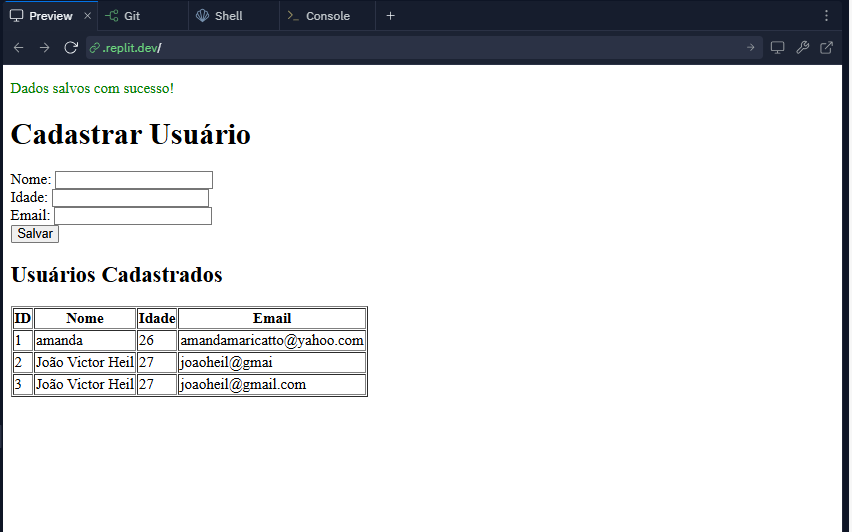 Preview Git Shell Console
.replit.dev/
Dados salvos com sucesso!
Cadastrar Usuário
Nome:
Idade:
Email:
Salvar
Usuários Cadastrados
ID Nome Idade Email
1 amanda 26 amandamaricatto@yahoo.com
2 João Victor Heil 27 joaoheil@gmai
3 João Victor Heil 27 joaoheil@gmail.com